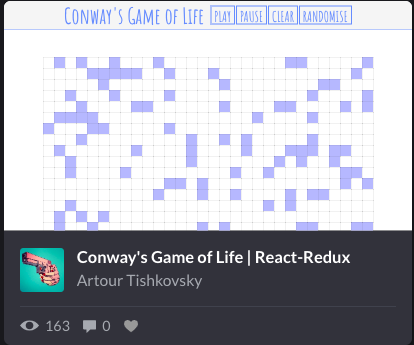 Conway's Game of Life PLAY PAUSE CLEAR RANDOMISE
Conway's Game of Life | React-Redux
Artour Tishkovsky
163 0